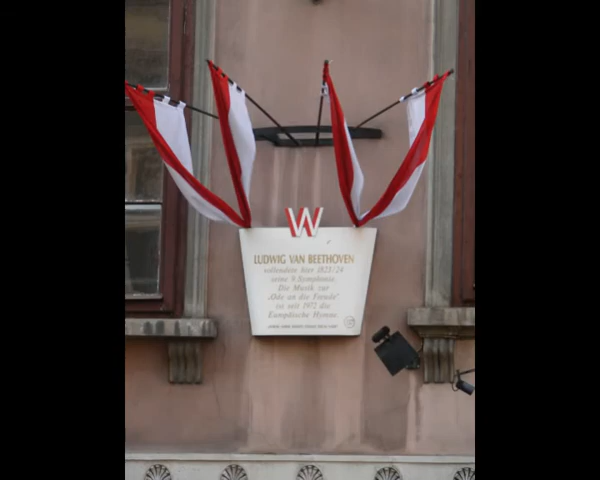 W
LUDWIG VAN BEETHOVEN
vollendete hier 1823/24
seine 9. Symphonie.
Die Musik zur
„Ode an die Freude“
ist seit 1972 die
Europäische Hymne.